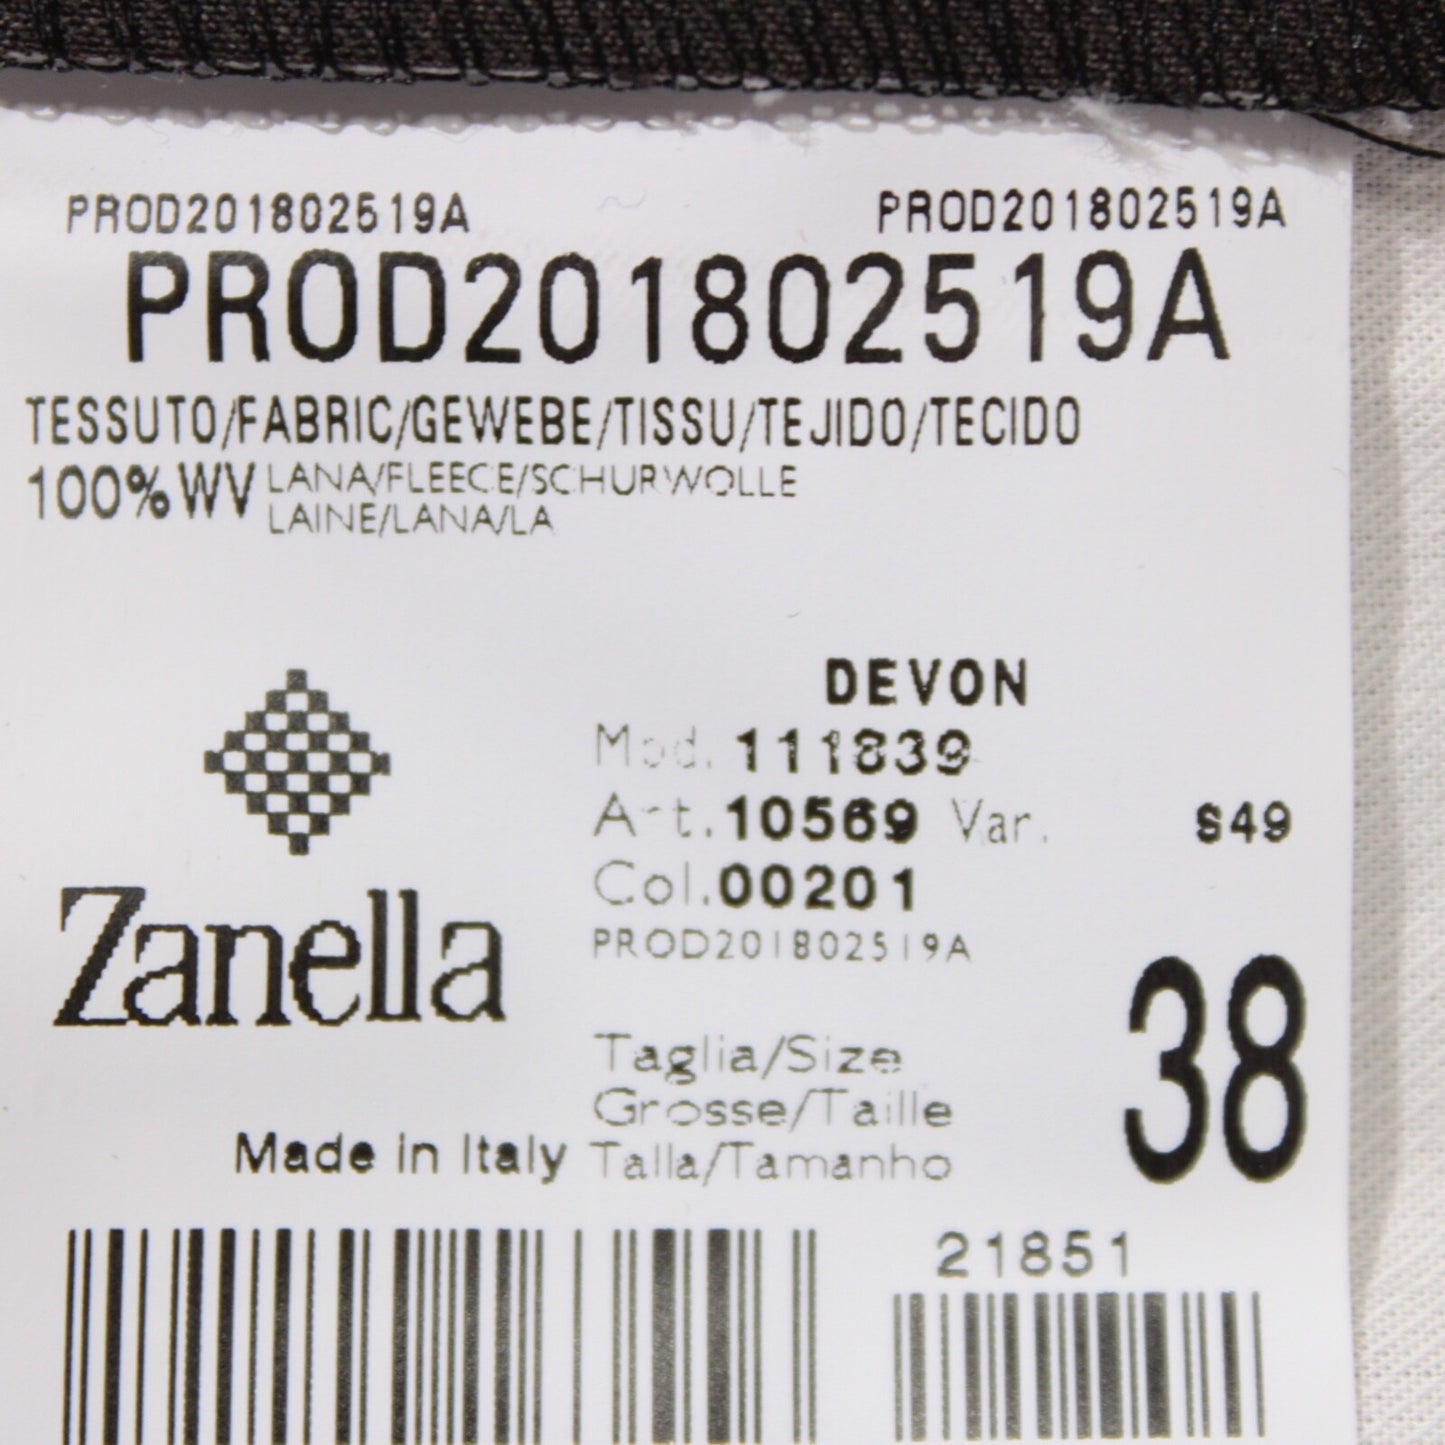 PROD201802519A PROD201802519A
PROD201802519A
TESSUTO/FABRIC/GEWEBE/TISSU/TEJIDO/TECIDO
100% WV LANA/FLEECE/SCHURWOLLE
LAINE/LANA/LA
DEVON
Mod. 111839
Art. 10569 Var. S49
Col. 00201
PROD201802519A
Zanella
38
Taglia/Size
Grosse/Taille
Made in Italy Talla/Tamanho
21851